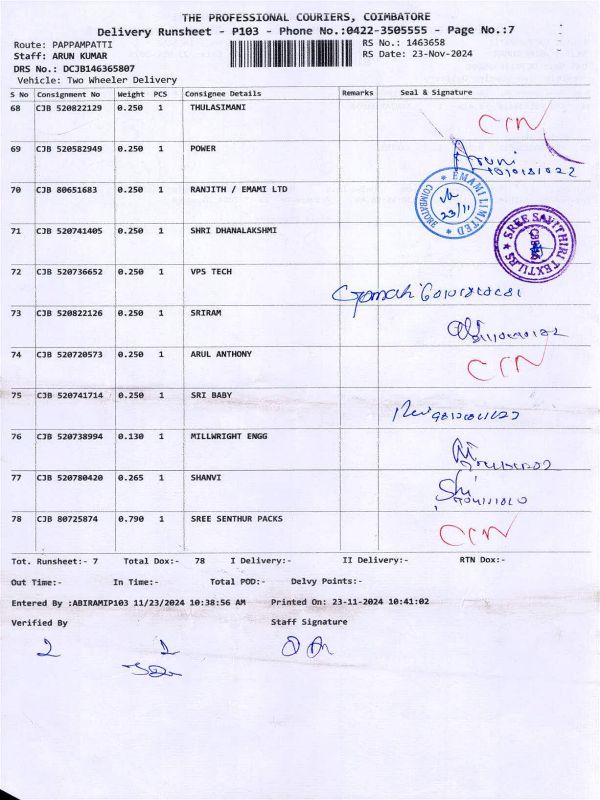 THE PROFESSIONAL COURIERS, COIMBATORE
Delivery Runsheet - P103 - Phone No.:0422-3505555 - Page No.:7
Route: PAPPAMPATTI
RS No.: 1463658
Staff: ARUN KUMAR
RS Date: 23-Nov-2024
DRS No.: DCJB146365807
Vehicle: Two Wheeler Delivery
S No Consignment No Weight PCS Consignee Details Remarks Seal & Signature
68 CJB 520822129 0.250 1 THULASIMANI
69 CJB 520582949 0.250 1 POWER
70 CJB 80651683 0.250 1 RANJITH / EMAMI LTD
EMAMI LIMITED
COIMBATORE
23/11
71 CJB 520741405 0.250 1 SHRI DHANALAKSHMI
SREE SAVITHIRI TEXTILES
CBE
72 CJB 520736652 0.250 1 VPS TECH
73 CJB 520822126 0.250 1 SRIRAM
74 CJB 520720573 0.250 1 ARUL ANTHONY
75 CJB 520741714 0.250 1 SRI BABY
76 CJB 520738994 0.130 1 MILLWRIGHT ENGG
77 CJB 520780420 0.265 1 SHANVI
78 CJB 80725874 0.790 1 SREE SENTHUR PACKS
Tot. Runsheet:- 7 Total Dox:- 78 I Delivery:- II Delivery:- RTN Dox:-
Out Time:- In Time:- Total POD:- Delvy Points:-
Entered By :ABIRAMIP103 11/23/2024 10:38:56 AM Printed On: 23-11-2024 10:41:02
Verified By Staff Signature